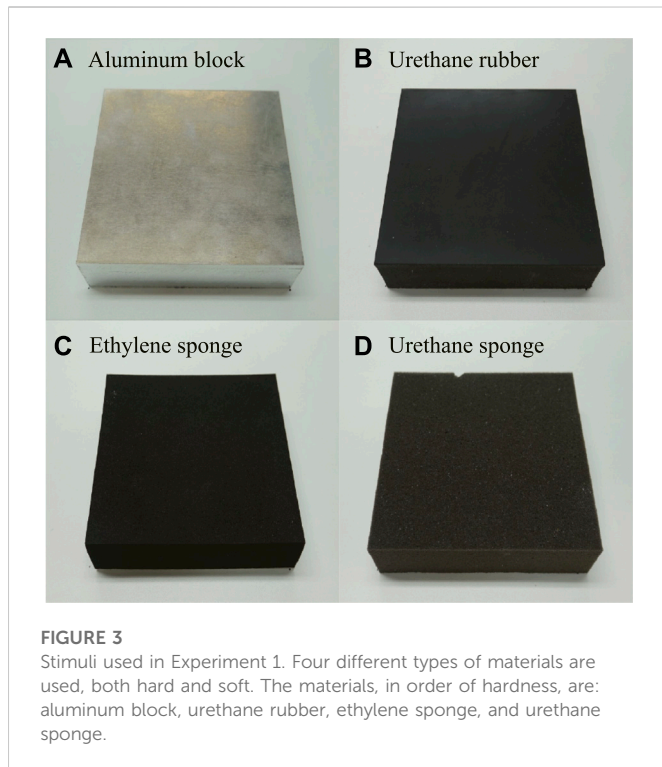 A Aluminum block
B Urethane rubber
C Ethylene sponge
D Urethane sponge
FIGURE 3
Stimuli used in Experiment 1. Four different types of materials are
used, both hard and soft. The materials, in order of hardness, are:
aluminum block, urethane rubber, ethylene sponge, and urethane
sponge.